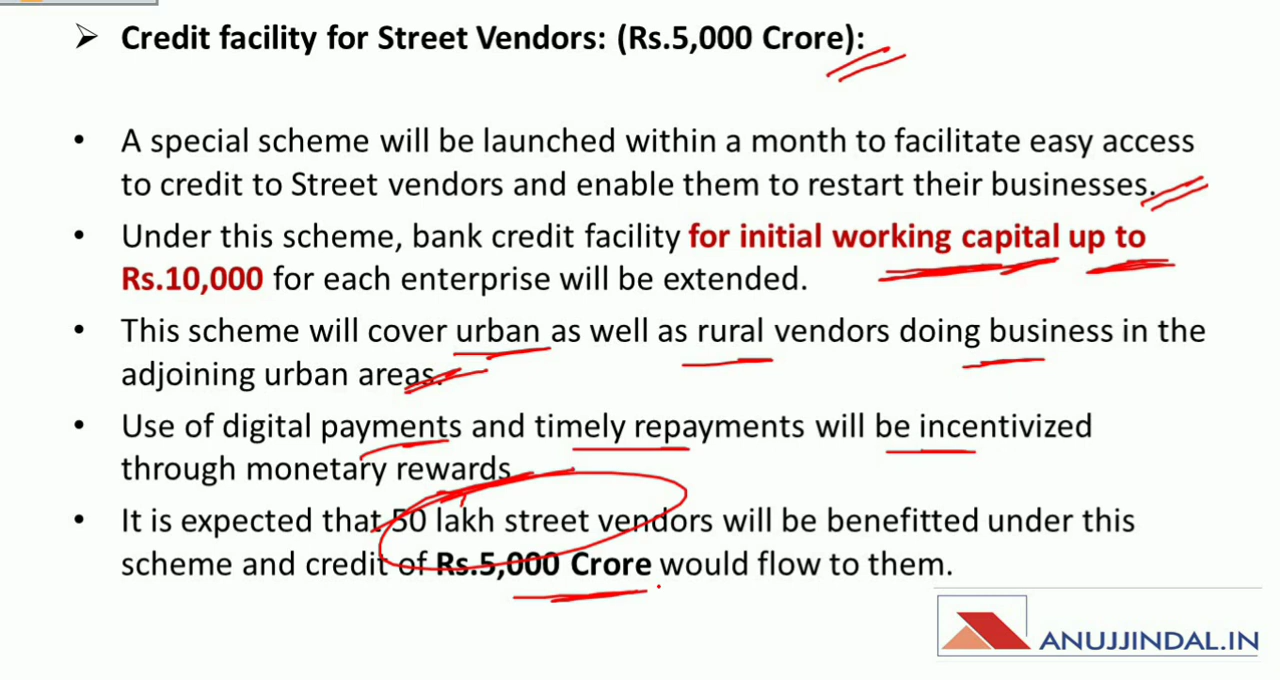 ➢ Credit facility for Street Vendors: (Rs.5,000 Crore):
• A special scheme will be launched within a month to facilitate easy access
to credit to Street vendors and enable them to restart their businesses.
• Under this scheme, bank credit facility for initial working capital up to
Rs.10,000 for each enterprise will be extended.
• This scheme will cover urban as well as rural vendors doing business in the
adjoining urban areas.
• Use of digital payments and timely repayments will be incentivized
through monetary rewards.
• It is expected that 50 lakh street vendors will be benefitted under this
scheme and credit of Rs.5,000 Crore would flow to them.
ANUJJINDAL.IN